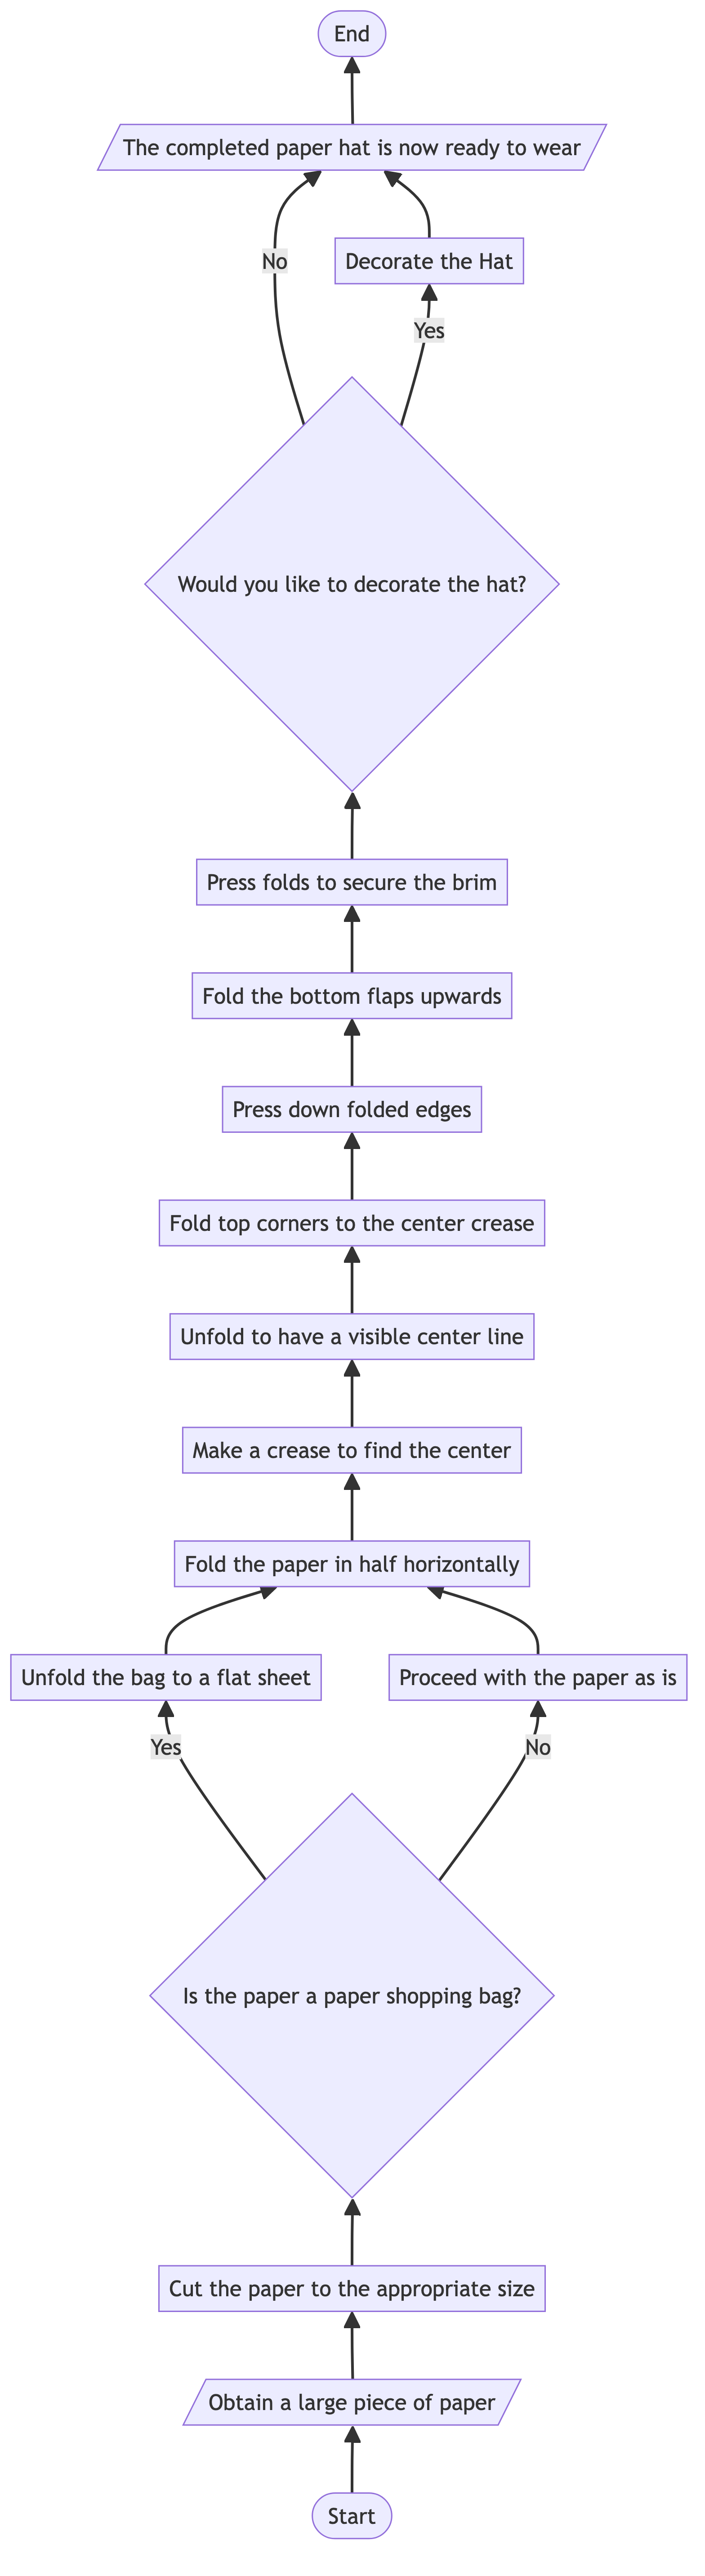 End
The completed paper hat is now ready to wear
No
Decorate the Hat
Yes
Would you like to decorate the hat?
Press folds to secure the brim
Fold the bottom flaps upwards
Press down folded edges
Fold top corners to the center crease
Unfold to have a visible center line
Make a crease to find the center
Fold the paper in half horizontally
Unfold the bag to a flat sheet
Proceed with the paper as is
Yes
No
Is the paper a paper shopping bag?
Cut the paper to the appropriate size
Obtain a large piece of paper
Start